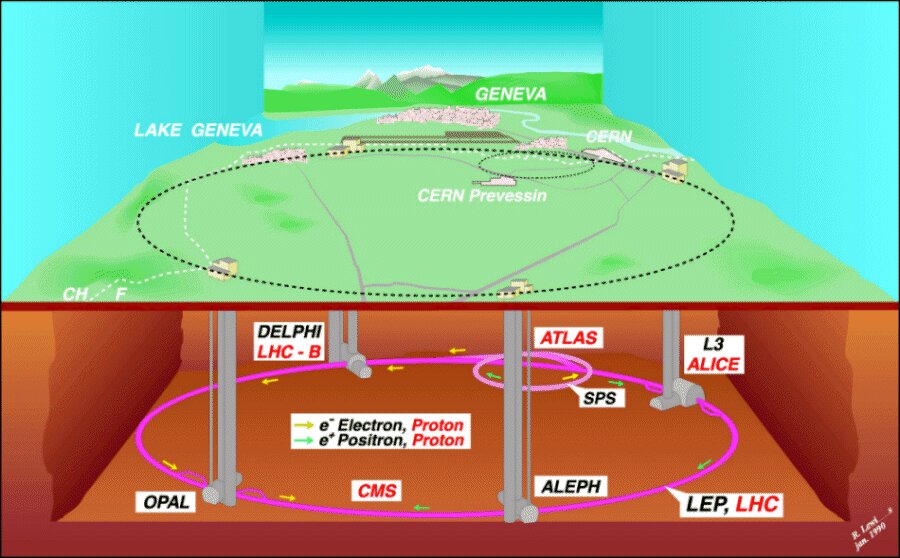 GENEVA
LAKE GENEVA
CERN
CERN Prevessin
CH F
DELPHI
LHC - B
ATLAS
L3
ALICE
SPS
e- Electron, Proton
e+ Positron, Proton
OPAL
CMS
ALEPH
LEP, LHC
jan. 1990